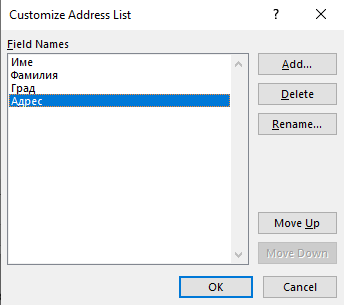 Customize Address List
?
Field Names
Име
Фамилия
Град
Адрес
Add...
Delete
Rename...
Move Up
Move Down
OK
Cancel